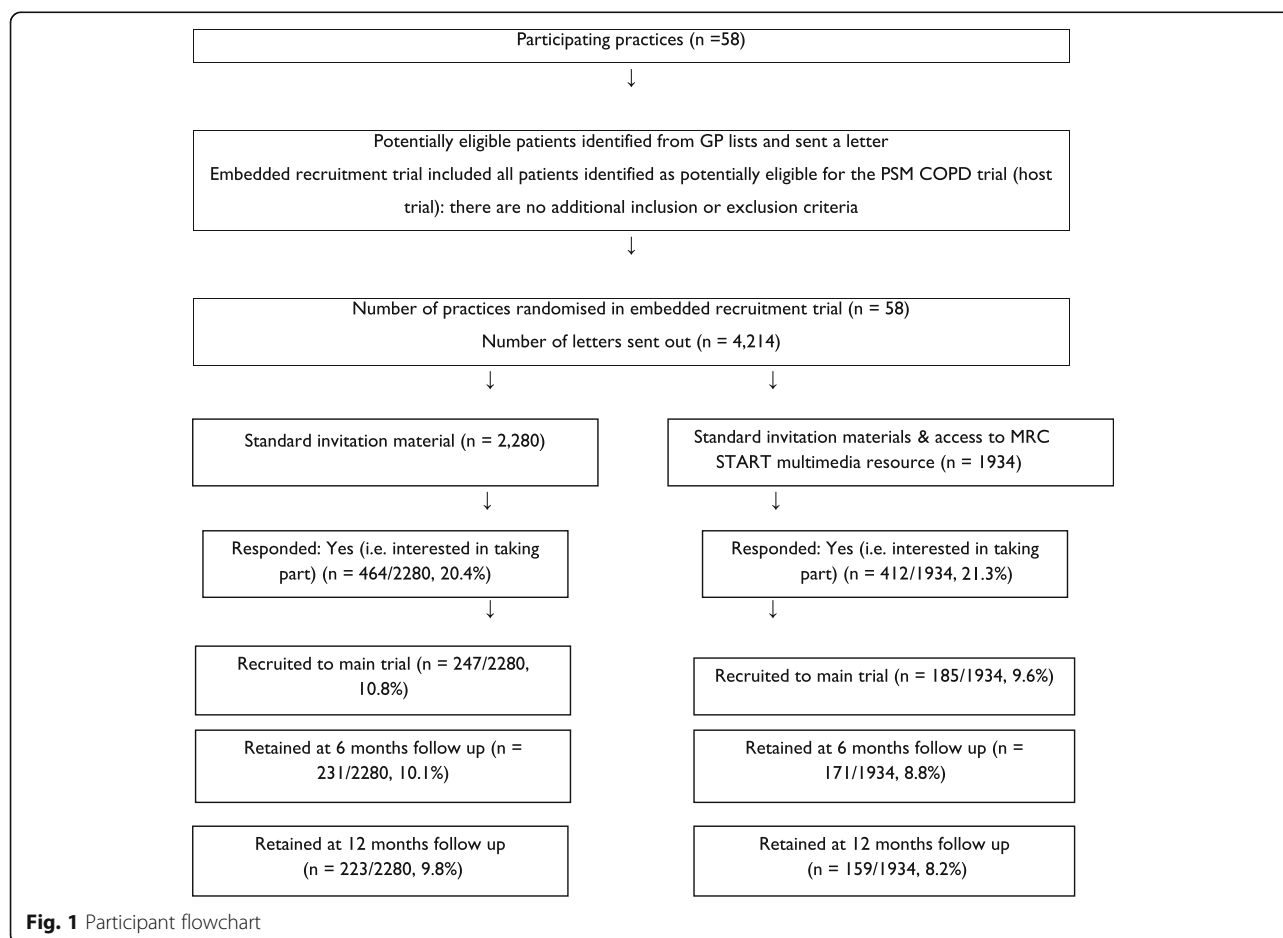 Participating practices (n =58)
↓
Potentially eligible patients identified from GP lists and sent a letter
Embedded recruitment trial included all patients identified as potentially eligible for the PSM COPD trial (host
trial): there are no additional inclusion or exclusion criteria
↓
Number of practices randomised in embedded recruitment trial (n = 58)
Number of letters sent out (n = 4,214)
↓ ↓
Standard invitation material (n = 2,280)
Standard invitation materials & access to MRC
START multimedia resource (n = 1934)
↓ ↓
Responded: Yes (i.e. interested in taking
part) (n = 464/2280, 20.4%)
Responded: Yes (i.e. interested in taking
part) (n = 412/1934, 21.3%)
↓ ↓
Recruited to main trial (n = 247/2280,
10.8%)
Recruited to main trial (n = 185/1934, 9.6%)
Retained at 6 months follow up (n =
231/2280, 10.1%)
Retained at 6 months follow up (n =
171/1934, 8.8%)
Retained at 12 months follow up
(n = 223/2280, 9.8%)
Retained at 12 months follow up
(n = 159/1934, 8.2%)
Fig. 1 Participant flowchart